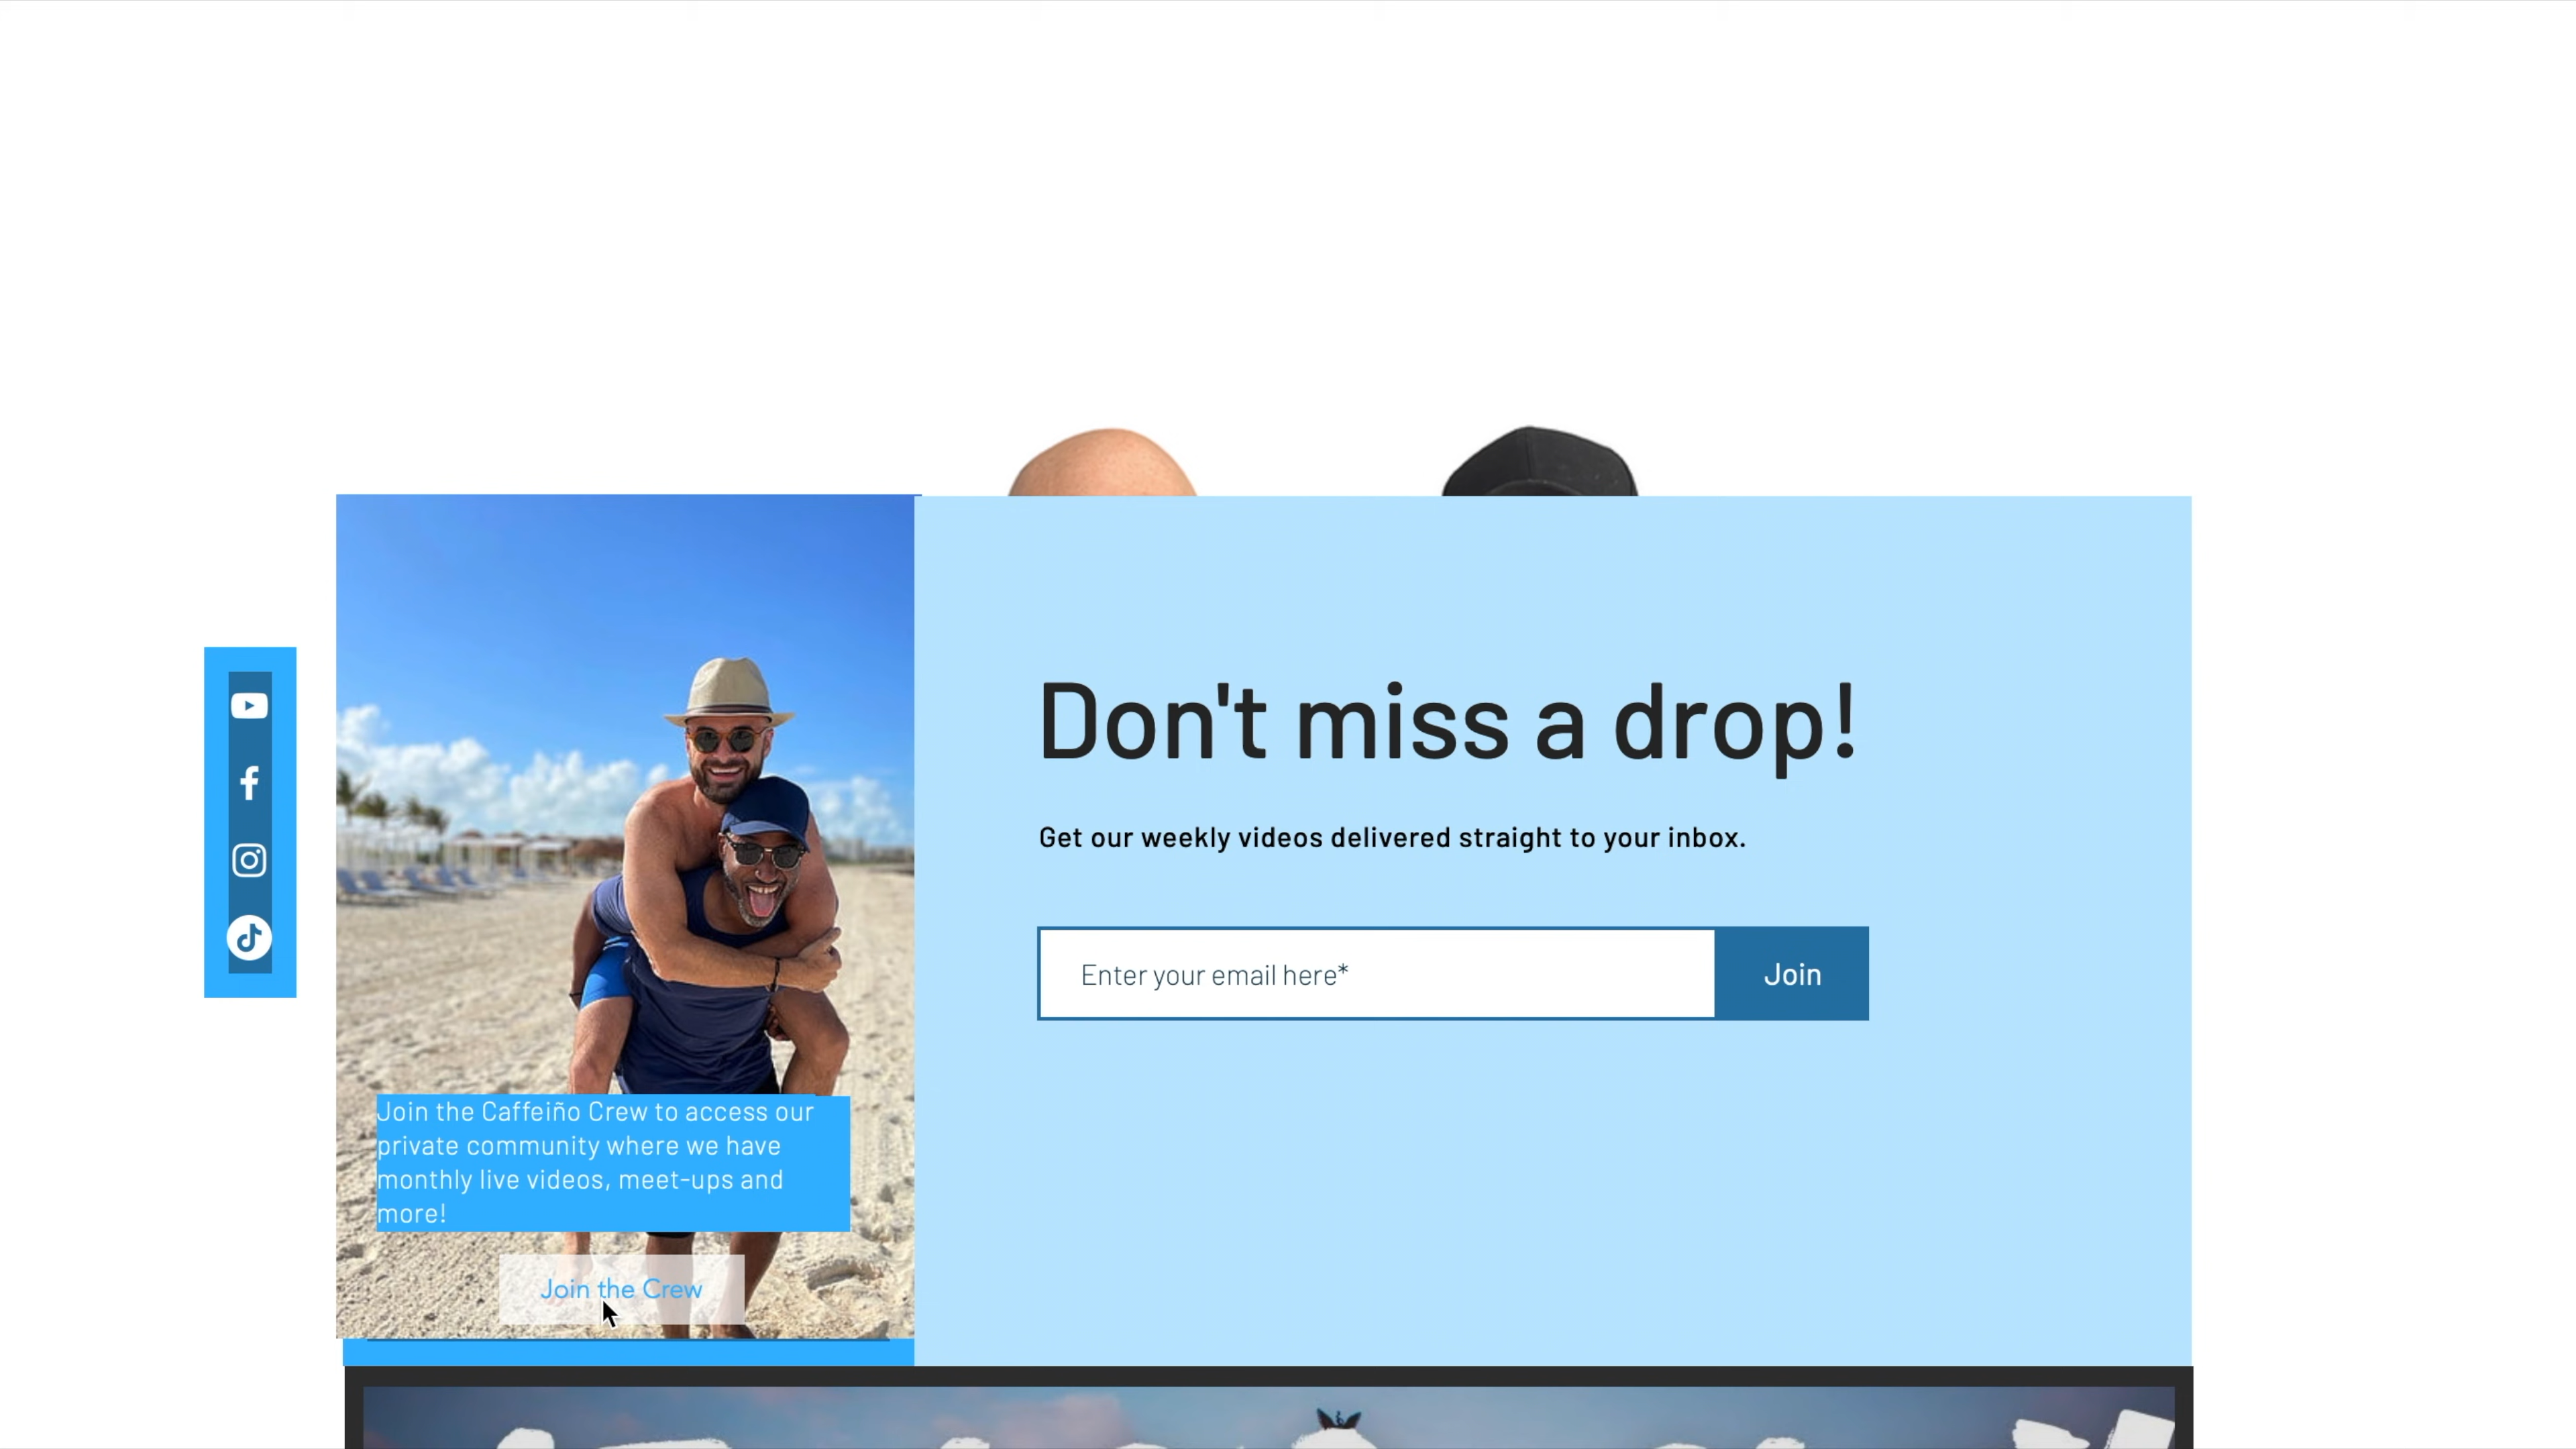 Don't miss a drop!
Get our weekly videos delivered straight to your inbox.
Enter your email here*
Join
Join the Caffeiño Crew to access our
private community where we have
monthly live videos, meet-ups and
more!
Join the Crew